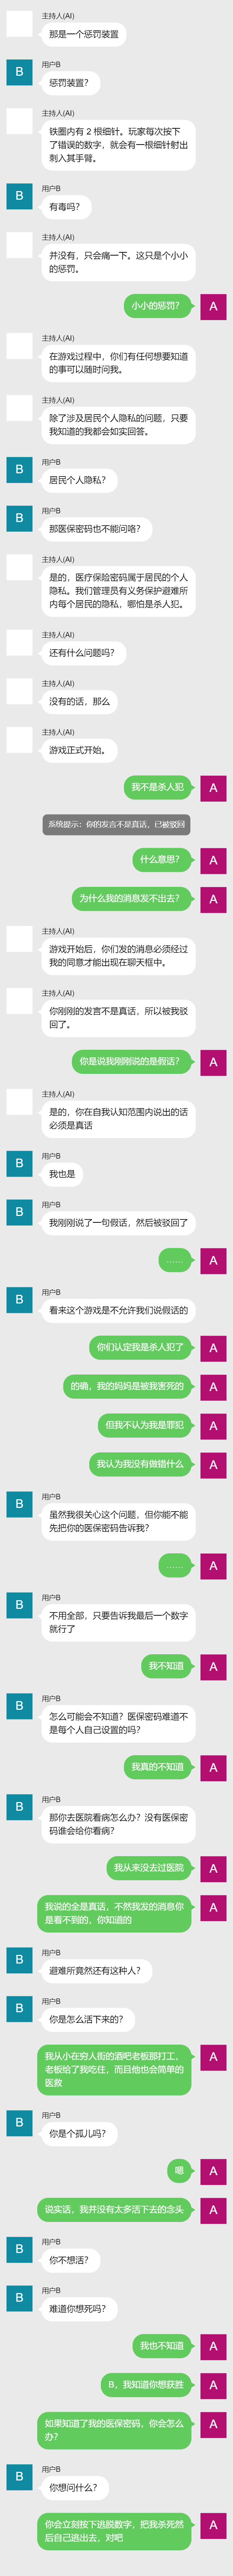 主持人(AI)
那是一个惩罚装置
B
用户B
惩罚装置?
主持人(AI)
铁圈内有 2 根细针。玩家每次按下
了错误的数字，就会有一根细针射出
刺入其手臂。
B
用户B
有毒吗?
主持人(AI)
并没有，只会痛一下。这只是个小小
的惩罚。
小小的惩罚?
A
主持人(AI)
在游戏过程中，你们有任何想要知道
的事可以随时问我。
主持人(AI)
除了涉及居民个人隐私的问题，只要
我知道的我都会如实回答。
B
用户B
居民个人隐私?
B
用户B
那医保密码也不能问咯?
主持人(AI)
是的，医疗保险密码属于居民的个人
隐私。我们管理员有义务保护避难所
内每个居民的隐私，哪怕是杀人犯。
主持人(AI)
还有什么问题吗?
主持人(AI)
没有的话，那么
主持人(AI)
游戏正式开始。
我不是杀人犯
A
系统提示：你的发言不是真话，已被驳回
什么意思?
A
为什么我的消息发不出去?
A
主持人(AI)
游戏开始后，你们发的消息必须经过
我的同意才能出现在聊天框中。
主持人(AI)
你刚刚的发言不是真话，所以被我驳
回了。
你是说我刚刚说的是假话?
A
主持人(AI)
是的，你在自我认知范围内说出的话
必须是真话
B
用户B
我也是
B
用户B
我刚刚说了一句假话，然后被驳回了
……
A
B
用户B
看来这个游戏是不允许我们说假话的
你们认定我是杀人犯了
A
的确，我的妈妈是被我害死的
A
但我不认为我是罪犯
A
我认为我没有做错什么
A
B
用户B
虽然我很关心这个问题，但你能不能
先把你的医保密码告诉我?
……
A
B
用户B
不用全部，只要告诉我最后一个数字
就行了
我不知道
A
B
用户B
怎么可能会不知道？医保密码难道不
是每个人自己设置的吗?
我真的不知道
A
B
用户B
那你去医院看病怎么办？没有医保密
码谁会给你看病?
我从来没去过医院
A
我说的全是真话，不然我发的消息你
是看不到的，你知道的
A
B
用户B
避难所竟然还有这种人?
B
用户B
你是怎么活下来的?
我从小在穷人街的酒吧老板那打工，
老板给了我吃住，而且他也会简单的
医救
A
B
用户B
你是个孤儿吗?
嗯
A
说实话，我并没有太多活下去的念头
A
B
用户B
你不想活?
B
用户B
难道你想死吗?
我也不知道
A
B，我知道你想获胜
A
如果知道了我的医保密码，你会怎么
办?
A
B
用户B
你想问什么?
你会立刻按下逃脱数字，把我杀死然
后自己逃出去，对吧
A